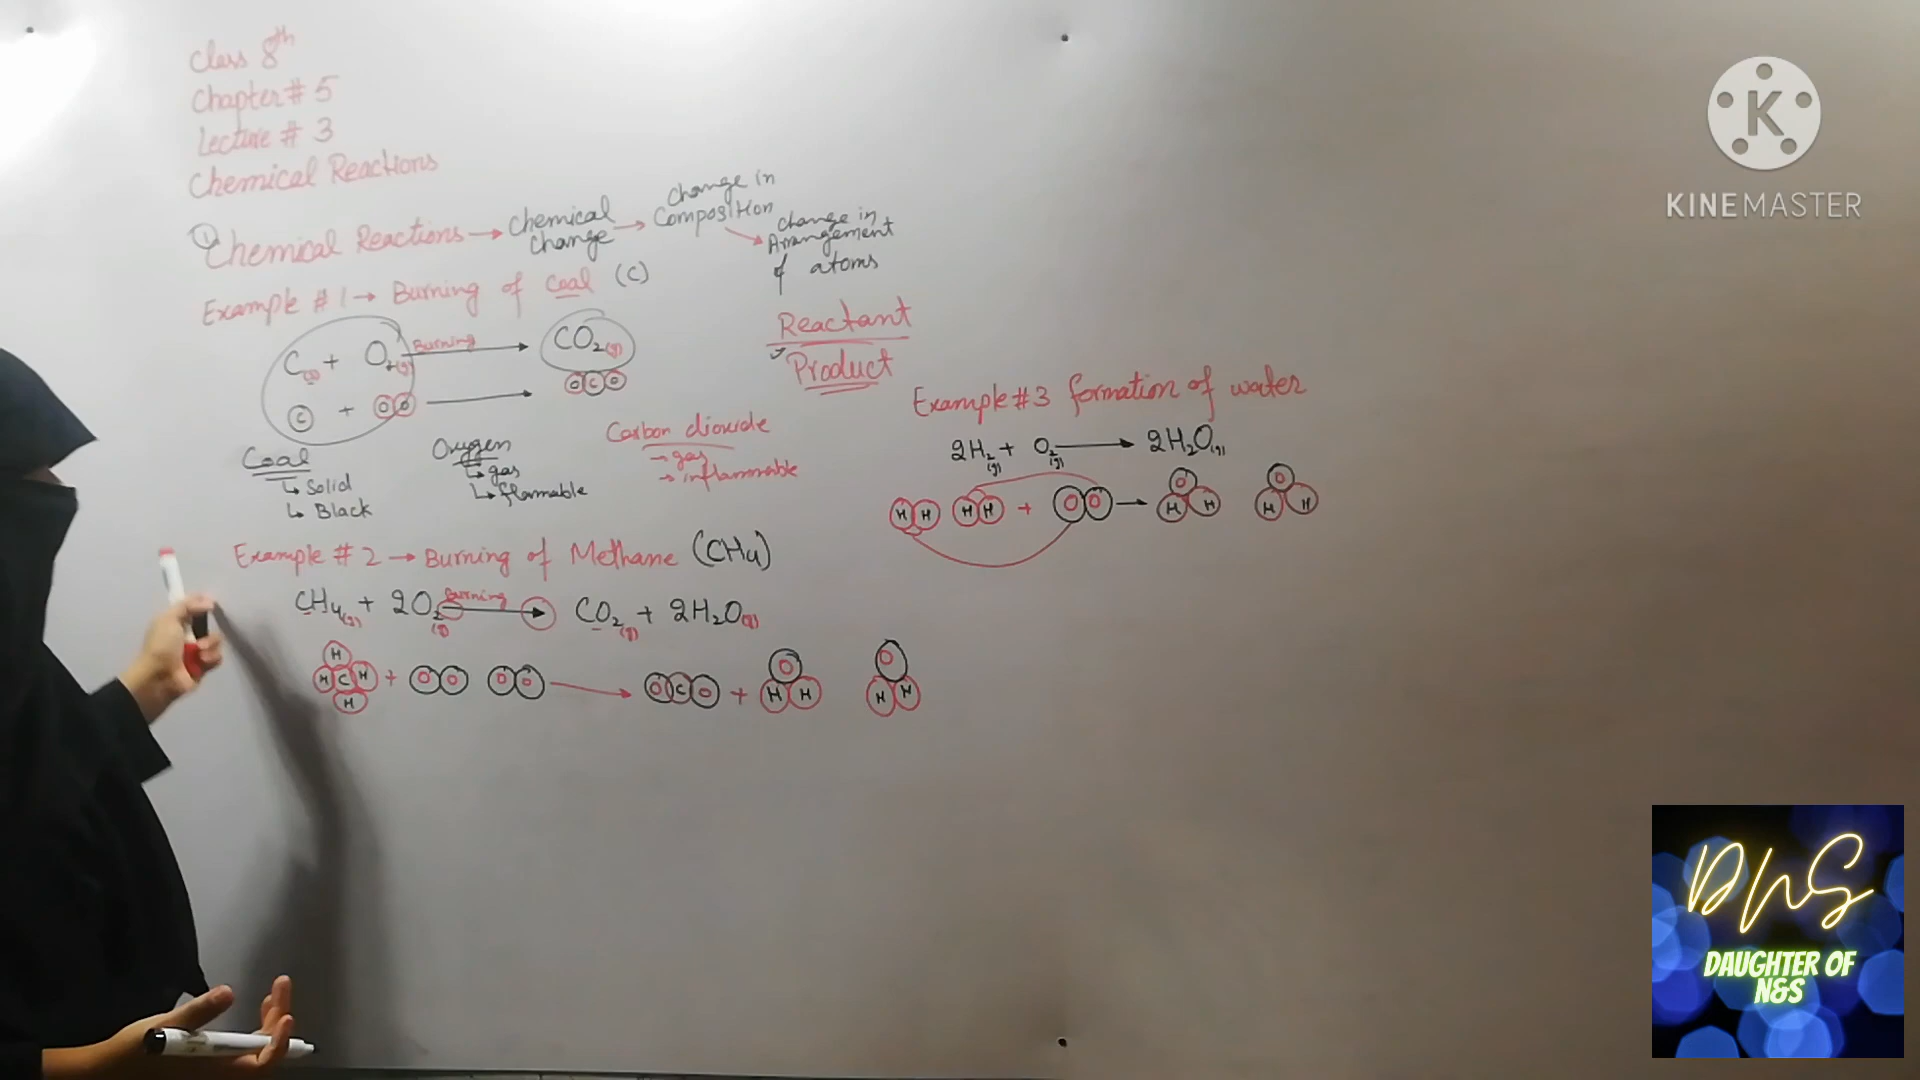 Class 8th
Chapter # 5
Lecture # 3
Chemical Reactions
① Chemical Reactions → Chemical change → change in Composition → change in Arrangement of atoms
Example # 1 → Burning of Coal (C)
C(s) + O2(g) Burning → CO2(g)
C + O O → O C O
Reactant
Product
Coal
↳ Solid
↳ Black
Oxygen
↳ gas
↳ flammable
Carbon dioxide
→ gas
→ inflammable
Example # 2 → Burning of Methane (CH4)
CH4(g) + 2O2(g) Burning → CO2(g) + 2H2O(g)
H H C H H + O O O O → O C O + O H H O H H
Example # 3 formation of water
2H2(g) + O2(g) → 2H2O(g)
H H H H + O O → O H H O H H
K
KINEMASTER
DNS
DAUGHTER OF
N&S